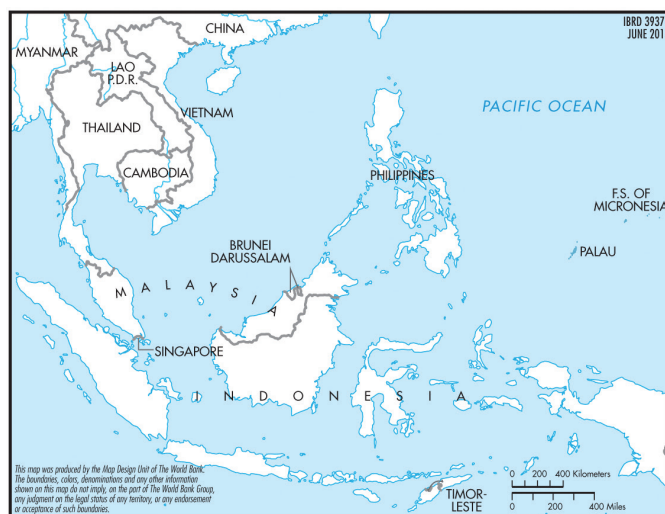 IBRD 3937
JUNE 201
CHINA
MYANMAR
LAO
P.D.R.
VIETNAM
THAILAND
CAMBODIA
PACIFIC OCEAN
PHILIPPINES
F.S. OF
MICRONESIA
PALAU
BRUNEI
DARUSSALAM
MALAYSIA
SINGAPORE
INDONESIA
This map was produced by the Map Design Unit of The World Bank.
The boundaries, colors, denominations and any other information
shown on this map do not imply, on the part of The World Bank Group,
any judgment on the legal status of any territory, or any endorsement
or acceptance of such boundaries.
0 200 400 Kilometers
0 200 400 Miles
TIMOR-
LESTE